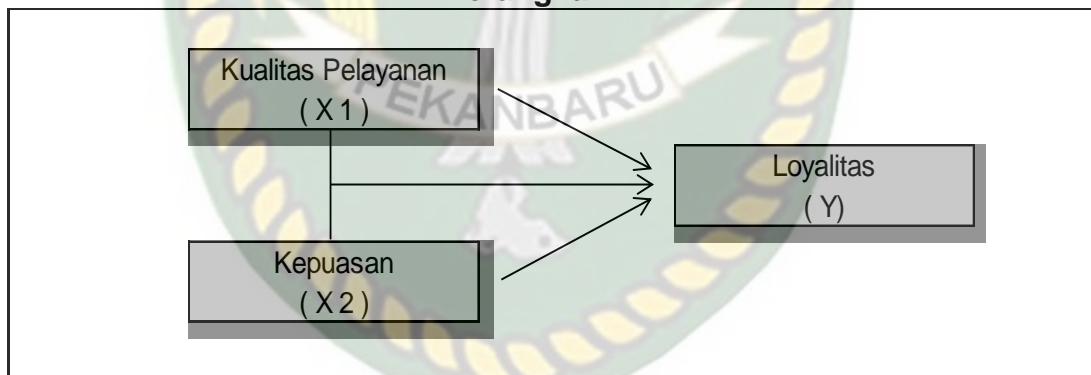 Kualitas Pelayanan
( X 1 )
PEKANBARU
Loyalitas
( Y)
Kepuasan
( X 2 )